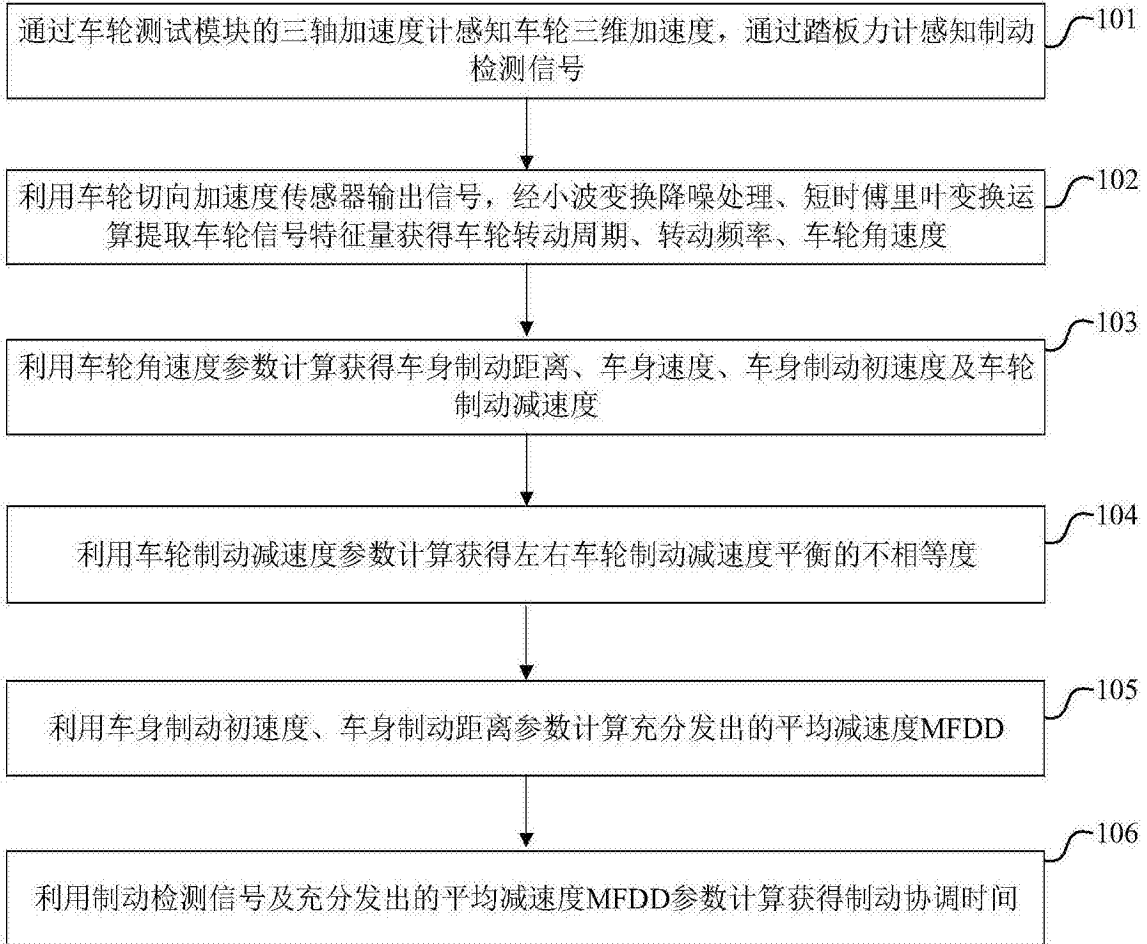 通过车轮测试模块的三轴加速度计感知车轮三维加速度，通过踏板力计感知制动
检测信号
101
利用车轮切向加速度传感器输出信号，经小波变换降噪处理、短时傅里叶变换运
算提取车轮信号特征量获得车轮转动周期、转动频率、车轮角速度
102
利用车轮角速度参数计算获得车身制动距离、车身速度、车身制动初速度及车轮
制动减速度
103
利用车轮制动减速度参数计算获得左右车轮制动减速度平衡的不相等度
104
利用车身制动初速度、车身制动距离参数计算充分发出的平均减速度MFDD
105
利用制动检测信号及充分发出的平均减速度MFDD参数计算获得制动协调时间
106